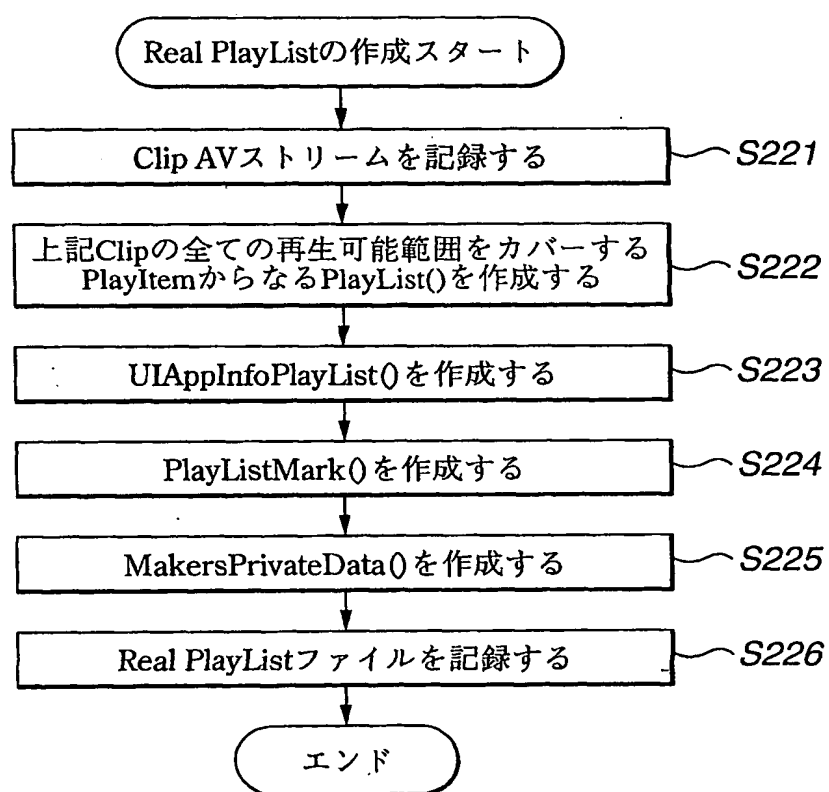 Real PlayListの作成スタート
Clip AVストリームを記録する
S221
上記Clipの全ての再生可能範囲をカバーする
PlayItemからなるPlayList()を作成する
S222
UIAppInfoPlayList()を作成する
S223
PlayListMark()を作成する
S224
MakersPrivateData()を作成する
S225
Real PlayListファイルを記録する
S226
エンド